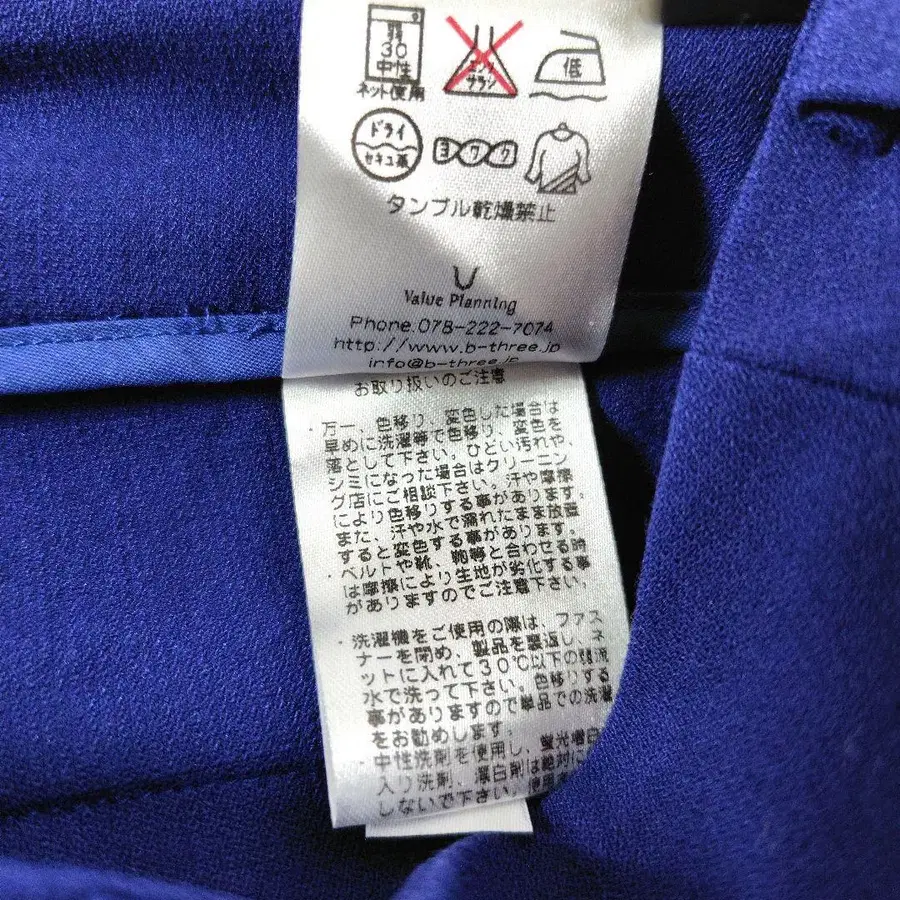 弱
30
中性
ネット使用
エンソ
サラシ
低
ドライ
セキユ系
ヨワク
タンブル乾燥禁止
Value Planning
Phone.078-222-7074
http://www.b-three.jp
info@b-three.jp
お取り扱いのご注意
・万一、色移り、変色した場合は
早めに洗濯等で色移り、変色を
落として下さい。ひどい汚れや、
シミになった場合はクリーニン
グ店にご相談下さい。汗や摩擦
により色移りする事があります。
また、汗や水で濡れたまま放置
すると変色する事があります。
・ベルトや靴、鞄等と合わせる時
は摩擦により生地が劣化する事
がありますのでご注意下さい。
・洗濯機をご使用の際は、ファス
ナーを閉め、製品を裏返し、ネ
ットに入れて30℃以下の弱流
水で洗って下さい。色移りする
事がありますので単品での洗濯
をお勧めします。
・中性洗剤を使用し、蛍光増白
入り洗剤、漂白剤は絶対に
しないで下さい。使用